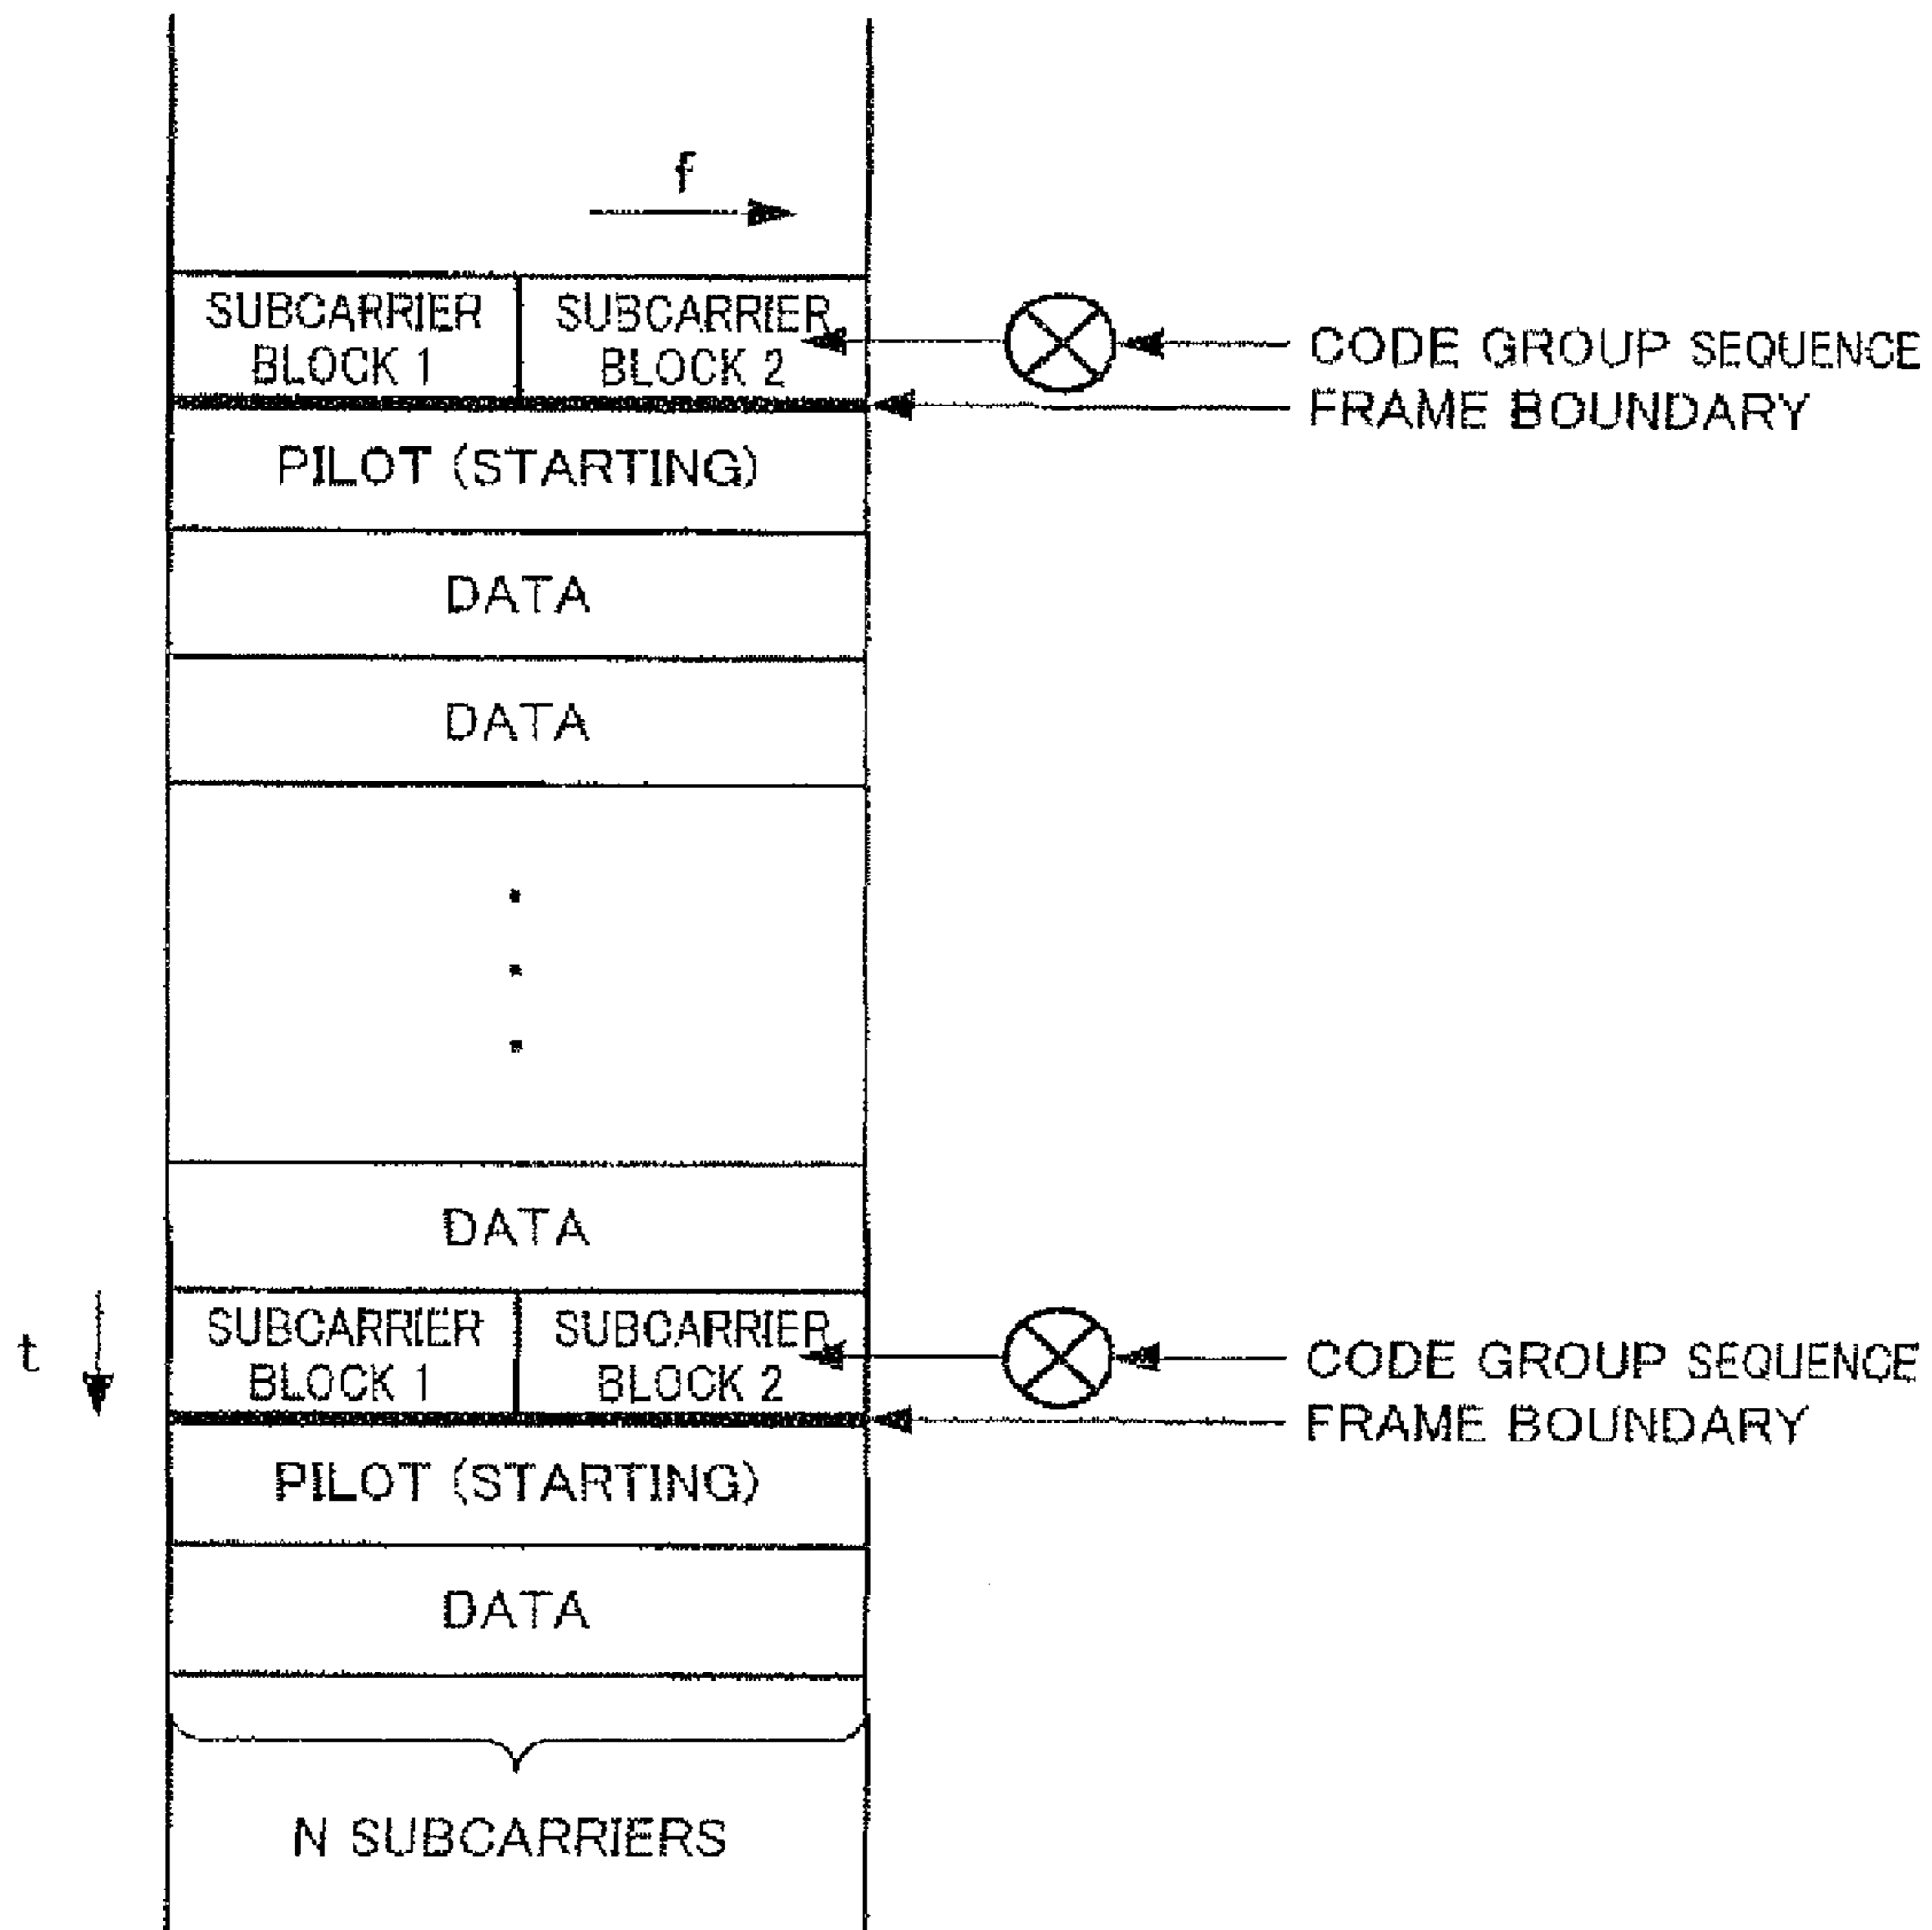 f
SUBCARRIER BLOCK 1
SUBCARRIER BLOCK 2
CODE GROUP SEQUENCE
FRAME BOUNDARY
PILOT (STARTING)
DATA
DATA
DATA
t
SUBCARRIER BLOCK 1
SUBCARRIER BLOCK 2
CODE GROUP SEQUENCE
FRAME BOUNDARY
PILOT (STARTING)
DATA
N SUBCARRIERS